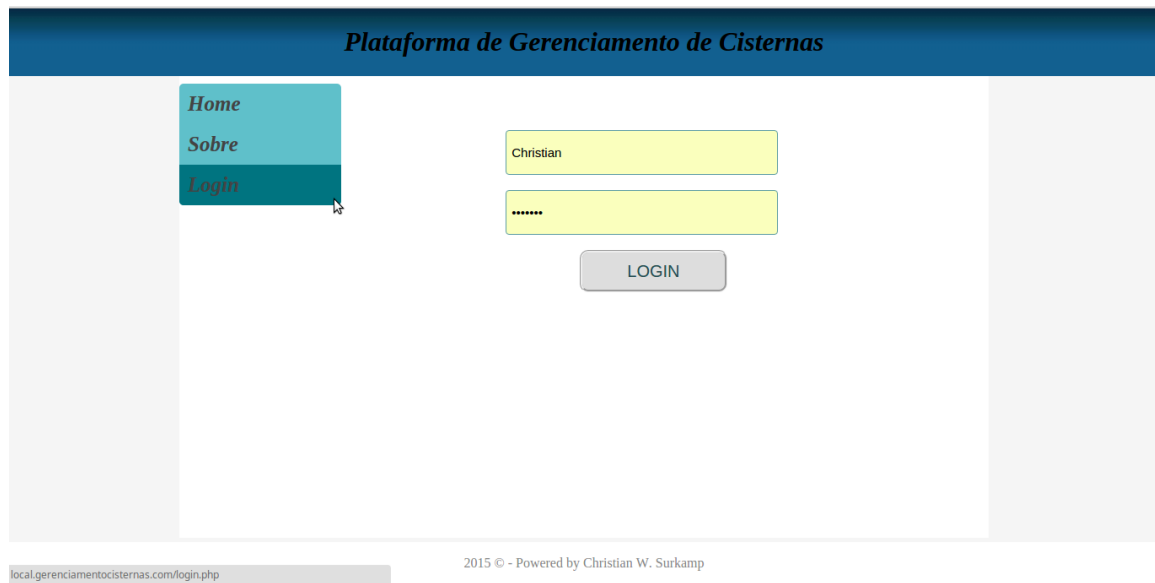 Plataforma de Gerenciamento de Cisternas
Home
Sobre
Login
Christian
•••••••
LOGIN
2015 © - Powered by Christian W. Surkamp
local.gerenciamentocisternas.com/login.php